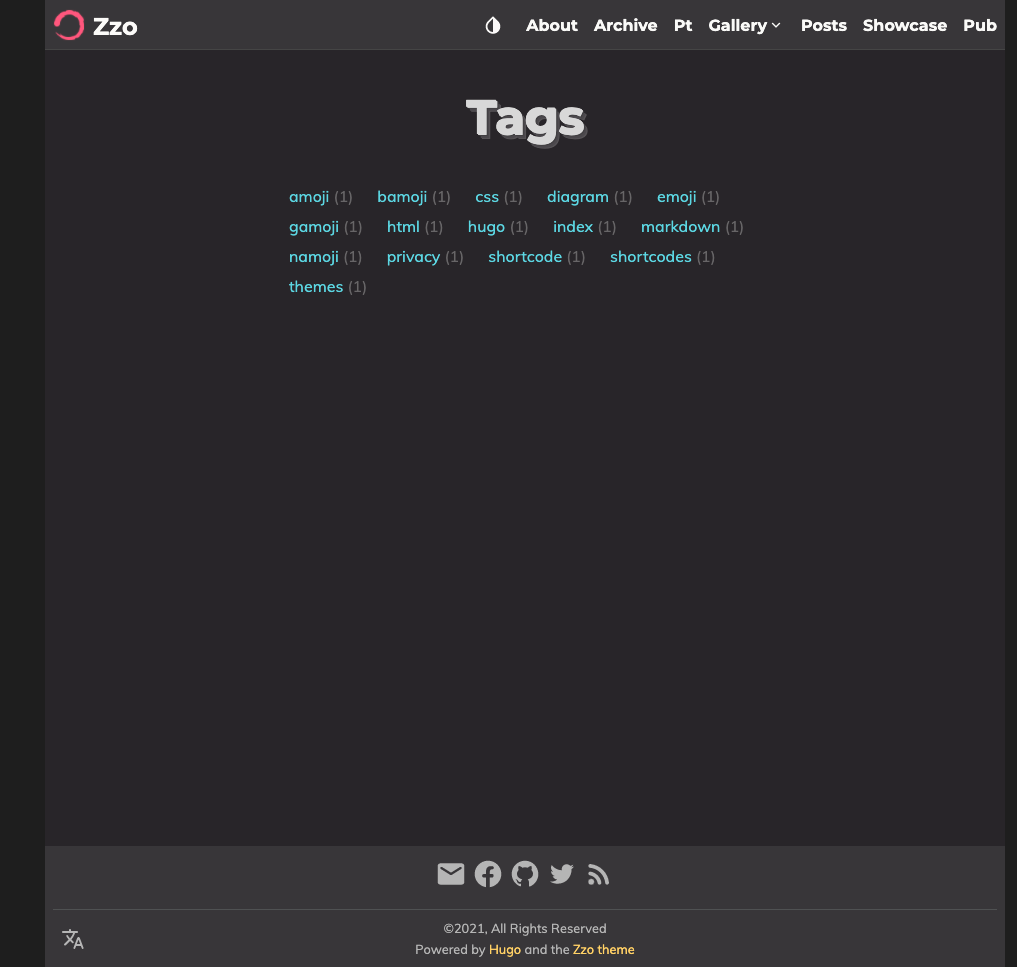 Zzo About Archive Pt Gallery Posts Showcase Pub
Tags
amoji (1) bamoji (1) css (1) diagram (1) emoji (1)
gamoji (1) html (1) hugo (1) index (1) markdown (1)
namoji (1) privacy (1) shortcode (1) shortcodes (1)
themes (1)
©2021, All Rights Reserved
Powered by Hugo and the Zzo theme